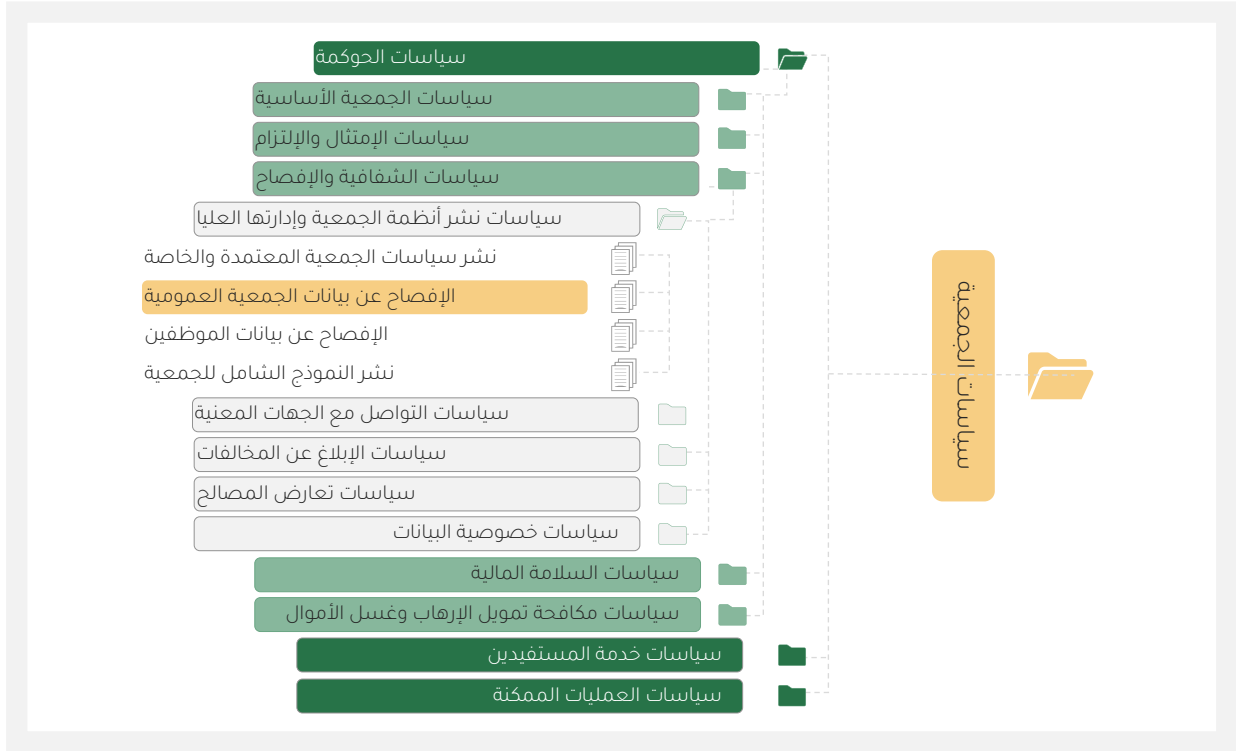 سياسات الجمعية
سياسات الحوكمة
سياسات الجمعية الأساسية
سياسات الإمتثال والإلتزام
سياسات الشفافية والإفصاح
سياسات نشر أنظمة الجمعية وإدارتها العليا
نشر سياسات الجمعية المعتمدة والخاصة
الإفصاح عن بيانات الجمعية العمومية
الإفصاح عن بيانات الموظفين
نشر النموذج الشامل للجمعية
سياسات التواصل مع الجهات المعنية
سياسات الإبلاغ عن المخالفات
سياسات تعارض المصالح
سياسات خصوصية البيانات
سياسات السلامة المالية
سياسات مكافحة تمويل الإرهاب وغسل الأموال
سياسات خدمة المستفيدين
سياسات العمليات الممكنة